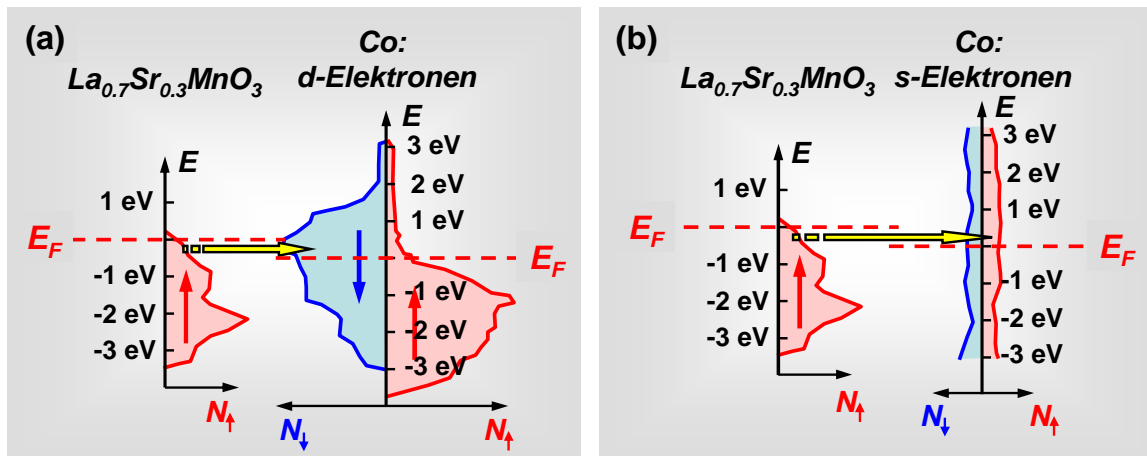 (a)
Co:
La0.7Sr0.3MnO3 d-Elektronen
E
E
3 eV
2 eV
1 eV
1 eV
EF
EF
-1 eV
-1 eV
-2 eV
-2 eV
-3 eV
-3 eV
N↑
N↓
N↑
(b)
Co:
La0.7Sr0.3MnO3 s-Elektronen
E
E
3 eV
2 eV
1 eV
1 eV
EF
EF
-1 eV
-1 eV
-2 eV
-2 eV
-3 eV
-3 eV
N↑
N↓
N↑